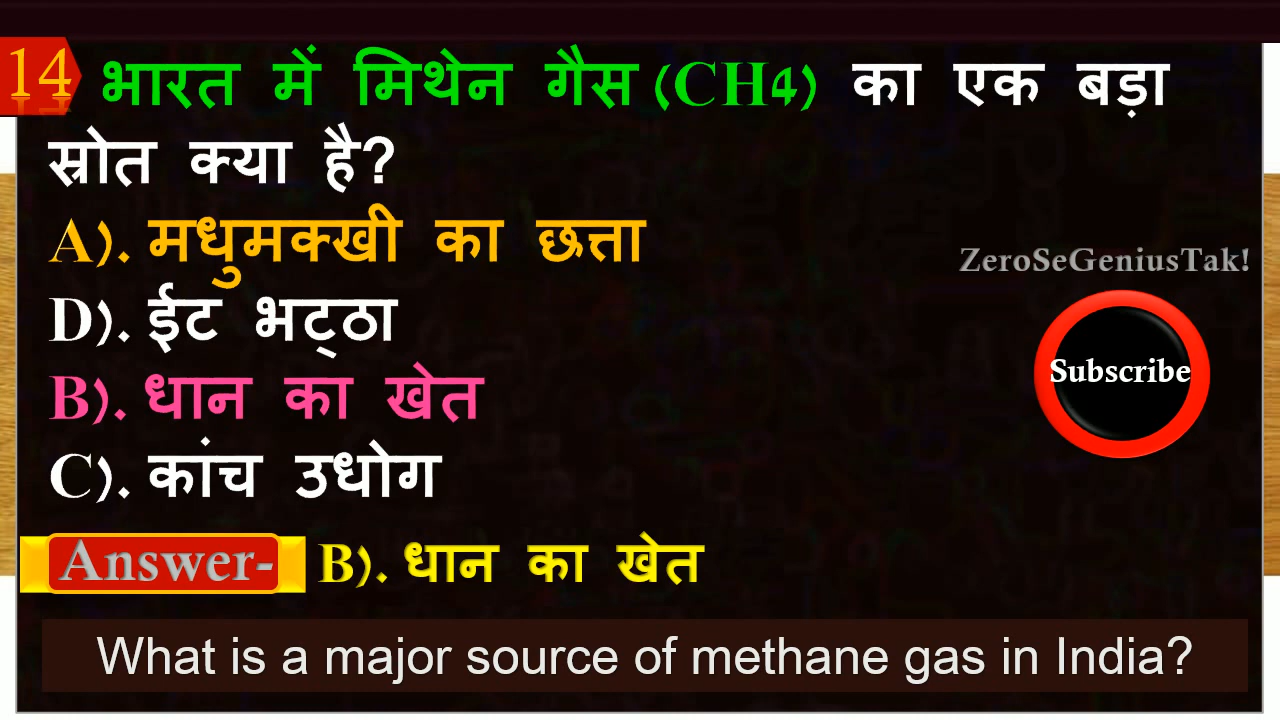 14
भारत में मिथेन गैस (CH4) का एक बड़ा
स्रोत क्या है?
A). मधुमक्खी का छत्ता
D). ईट भट्ठा
B). धान का खेत
C). कांच उधोग
ZeroSeGeniusTak!
Subscribe
Answer- B). धान का खेत
What is a major source of methane gas in India?